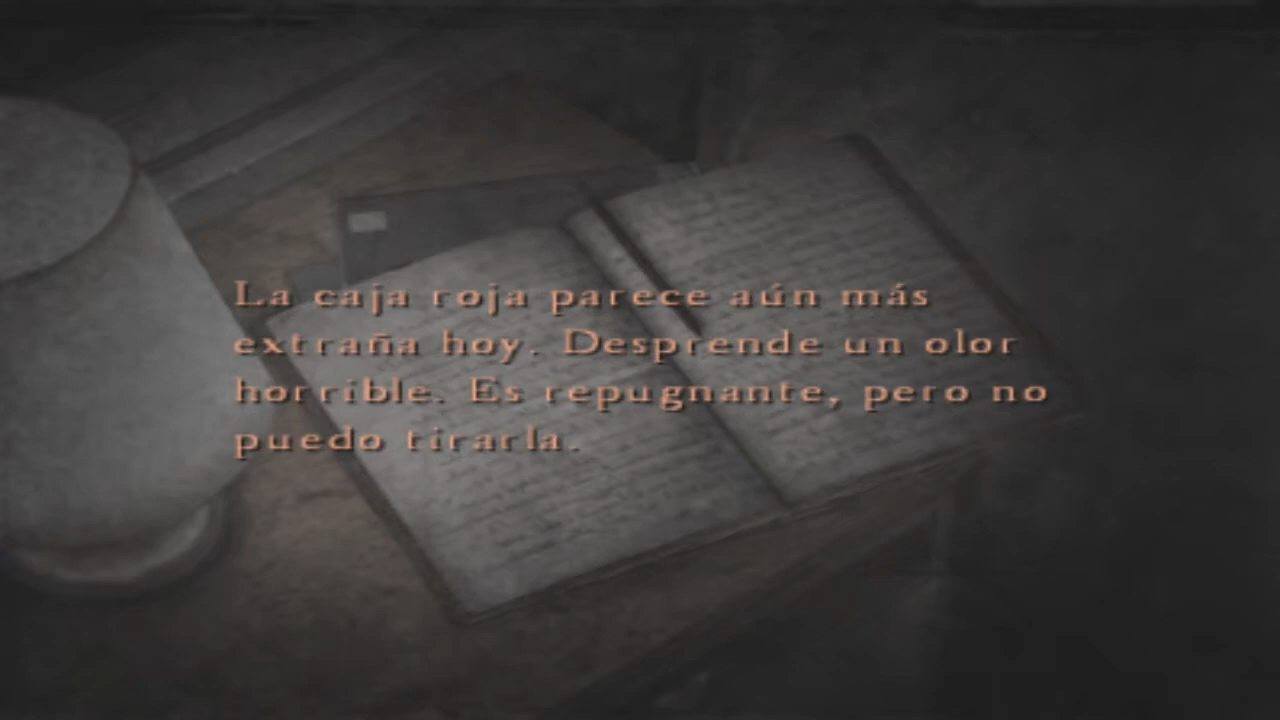 La caja roja parece aún más
extraña hoy. Desprende un olor
horrible. Es repugnante, pero no
puedo tirarla.